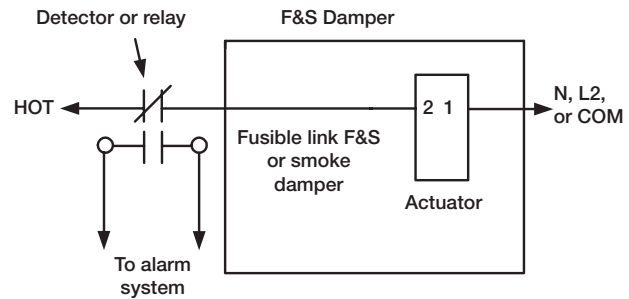 Detector or relay
F&S Damper
HOT
2 1
N, L2,
or COM
Fusible link F&S
or smoke
damper
Actuator
To alarm
system